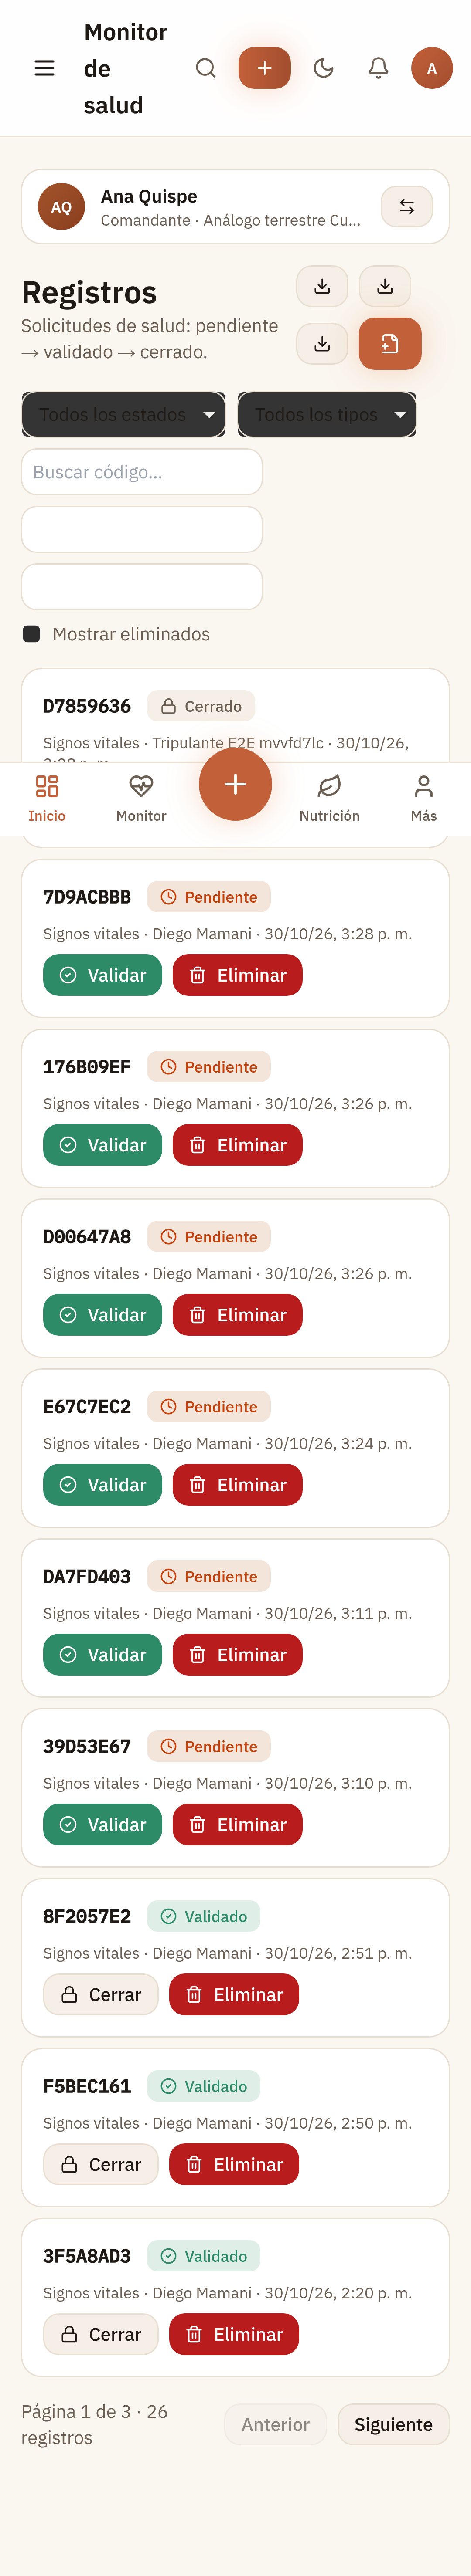 Monitor
de
salud
A
AQ
Ana Quispe
Comandante · Análogo terrestre Cu...
Registros
Solicitudes de salud: pendiente
→ validado → cerrado.
Todos los estados
Todos los tipos
Buscar código...
Mostrar eliminados
D7859636 Cerrado
Signos vitales · Tripulante E2E mvvfd7lc · 30/10/26,
Inicio Monitor Nutrición Más
7D9ACBBB Pendiente
Signos vitales · Diego Mamani · 30/10/26, 3:28 p. m.
Validar Eliminar
176B09EF Pendiente
Signos vitales · Diego Mamani · 30/10/26, 3:26 p. m.
Validar Eliminar
D00647A8 Pendiente
Signos vitales · Diego Mamani · 30/10/26, 3:26 p. m.
Validar Eliminar
E67C7EC2 Pendiente
Signos vitales · Diego Mamani · 30/10/26, 3:24 p. m.
Validar Eliminar
DA7FD403 Pendiente
Signos vitales · Diego Mamani · 30/10/26, 3:11 p. m.
Validar Eliminar
39D53E67 Pendiente
Signos vitales · Diego Mamani · 30/10/26, 3:10 p. m.
Validar Eliminar
8F2057E2 Validado
Signos vitales · Diego Mamani · 30/10/26, 2:51 p. m.
Cerrar Eliminar
F5BEC161 Validado
Signos vitales · Diego Mamani · 30/10/26, 2:50 p. m.
Cerrar Eliminar
3F5A8AD3 Validado
Signos vitales · Diego Mamani · 30/10/26, 2:20 p. m.
Cerrar Eliminar
Página 1 de 3 · 26
registros
Anterior Siguiente